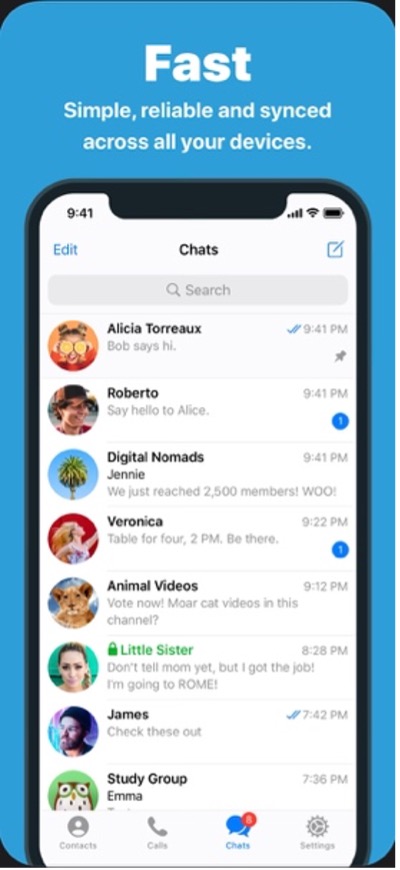 Fast
Simple, reliable and synced
across all your devices.
9:41
Edit Chats
Search
Alicia Torreaux 9:41 PM
Bob says hi.
Roberto 9:41 PM
Say hello to Alice.
1
Digital Nomads 9:41 PM
Jennie
We just reached 2,500 members! WOO!
Veronica 9:22 PM
Table for four, 2 PM. Be there.
1
Animal Videos 9:12 PM
Vote now! Moar cat videos in this
channel?
Little Sister 8:28 PM
Don't tell mom yet, but I got the job!
I'm going to ROME!
James 7:42 PM
Check these out
Study Group 7:36 PM
Emma
8
Contacts Calls Chats Settings